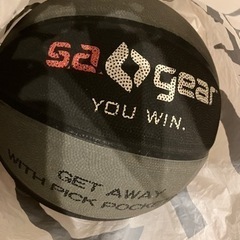 sa gear
YOU WIN.
GET AWAY
WITH PICK POCK